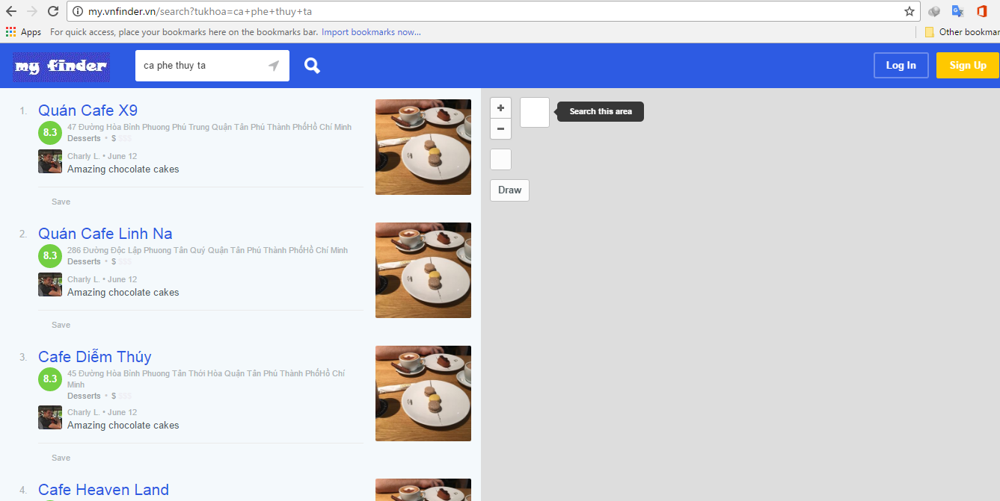 my.vnfinder.vn/search?tukhoa=ca+phe+thuy+ta
Apps For quick access, place your bookmarks here on the bookmarks bar. Import bookmarks now... Other bookmar
my finder ca phe thuy ta Log In Sign Up
1. Quán Cafe X9
8.3 47 Đường Hòa Bình Phuong Phú Trung Quận Tân Phú Thành PhốHồ Chí Minh
Desserts • $ $$$
Charly L. • June 12
Amazing chocolate cakes
Save
2. Quán Cafe Linh Na
8.3 286 Đường Độc Lập Phuong Tân Quý Quận Tân Phú Thành PhốHồ Chí Minh
Desserts • $ $$$
Charly L. • June 12
Amazing chocolate cakes
Save
3. Cafe Diễm Thúy
8.3 45 Đường Hòa Bình Phuong Tân Thới Hòa Quận Tân Phú Thành PhốHồ Chí
Minh
Desserts • $ $$$
Charly L. • June 12
Amazing chocolate cakes
Save
4. Cafe Heaven Land
+
Search this area
−
Draw